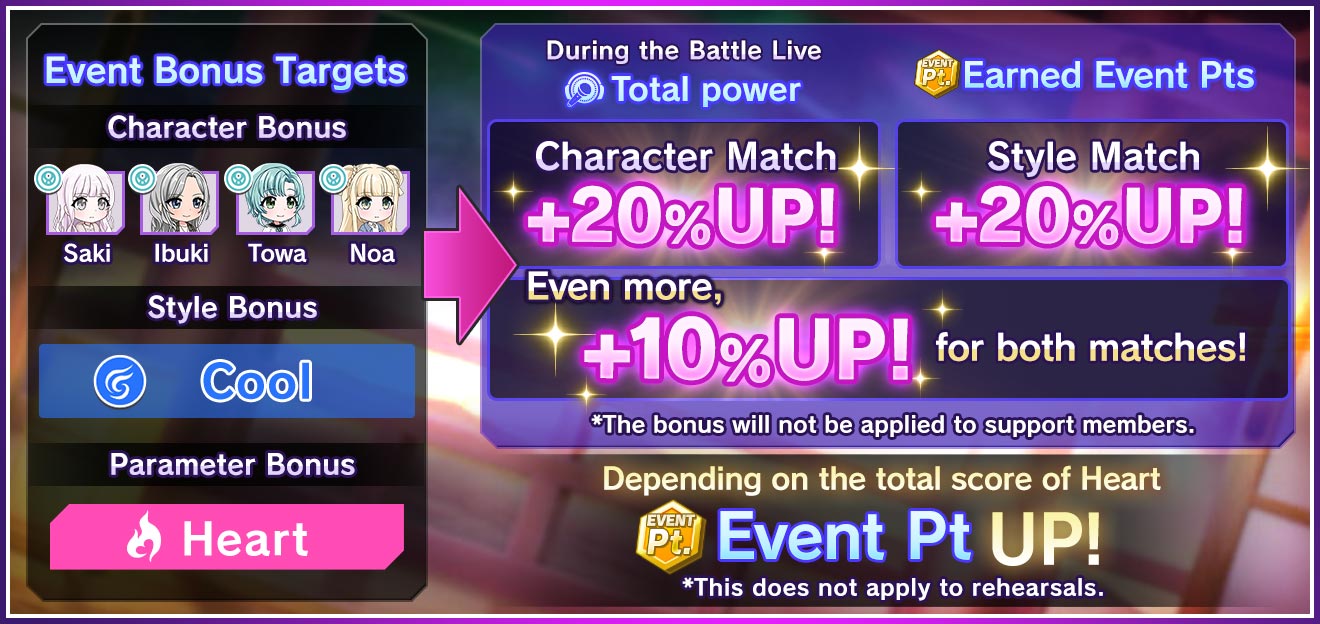 Event Bonus Targets
Character Bonus
Saki
Ibuki
Towa
Noa
Style Bonus
Cool
Parameter Bonus
Heart
During the Battle Live
Total power
EVENT
Pt.
Earned Event Pts
Character Match
+20%UP!
Style Match
+20%UP!
Even more,
+10%UP! for both matches!
*The bonus will not be applied to support members.
Depending on the total score of Heart
EVENT
Pt.
Event Pt UP!
*This does not apply to rehearsals.